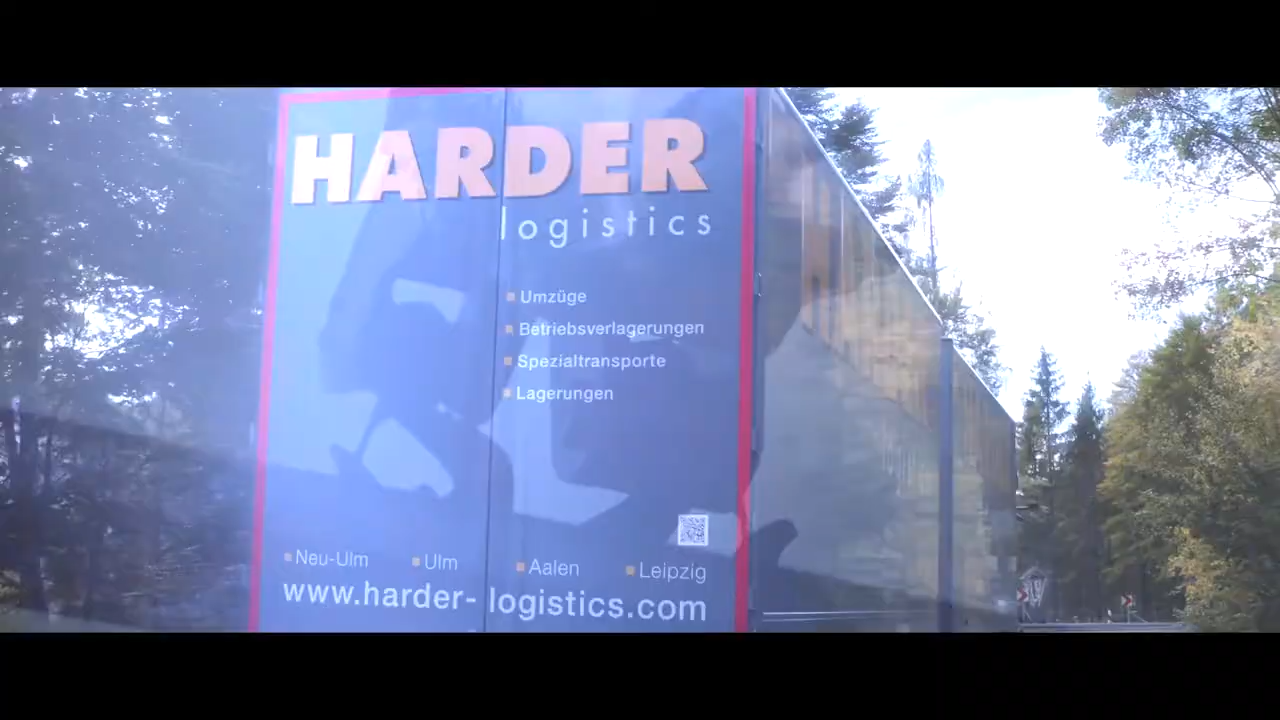 HARDER
logistics
Umzüge
Betriebsverlagerungen
Spezialtransporte
Lagerungen
Neu-Ulm Ulm Aalen Leipzig
www.harder-logistics.com